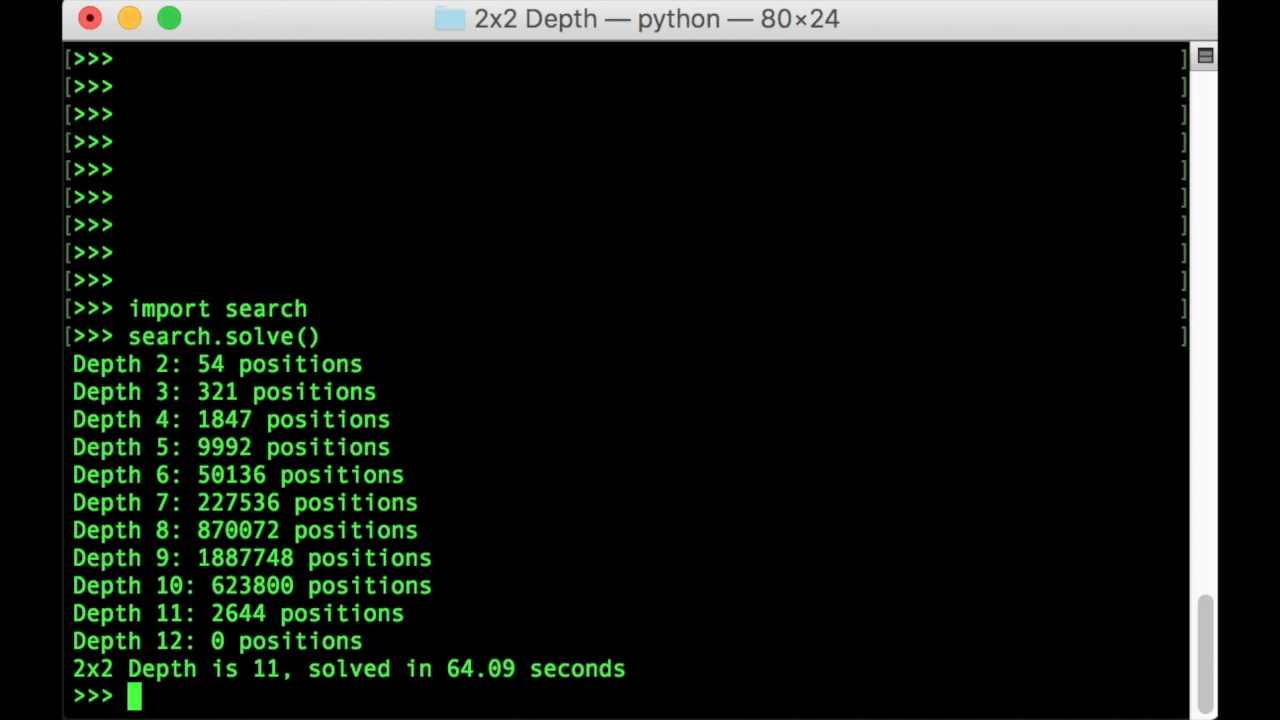 2x2 Depth — python — 80×24
[>>> ]
[>>> ]
[>>> ]
[>>> ]
[>>> ]
[>>> ]
[>>> ]
[>>> ]
[>>> ]
[>>> import search ]
[>>> search.solve() ]
Depth 2: 54 positions
Depth 3: 321 positions
Depth 4: 1847 positions
Depth 5: 9992 positions
Depth 6: 50136 positions
Depth 7: 227536 positions
Depth 8: 870072 positions
Depth 9: 1887748 positions
Depth 10: 623800 positions
Depth 11: 2644 positions
Depth 12: 0 positions
2x2 Depth is 11, solved in 64.09 seconds
>>>